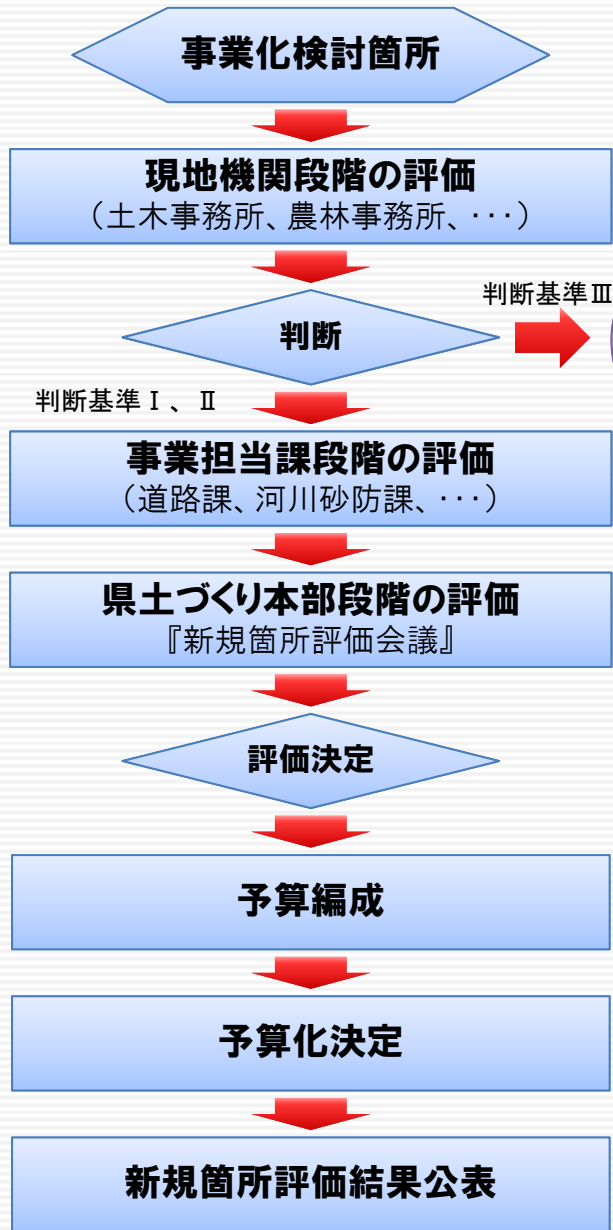 事業化検討箇所
現地機関段階の評価
（土木事務所、農林事務所、･･･）
判断基準Ⅲ
判断
判断基準Ⅰ、Ⅱ
事業担当課段階の評価
（道路課、河川砂防課、･･･）
県土づくり本部段階の評価
『新規箇所評価会議』
評価決定
予算編成
予算化決定
新規箇所評価結果公表